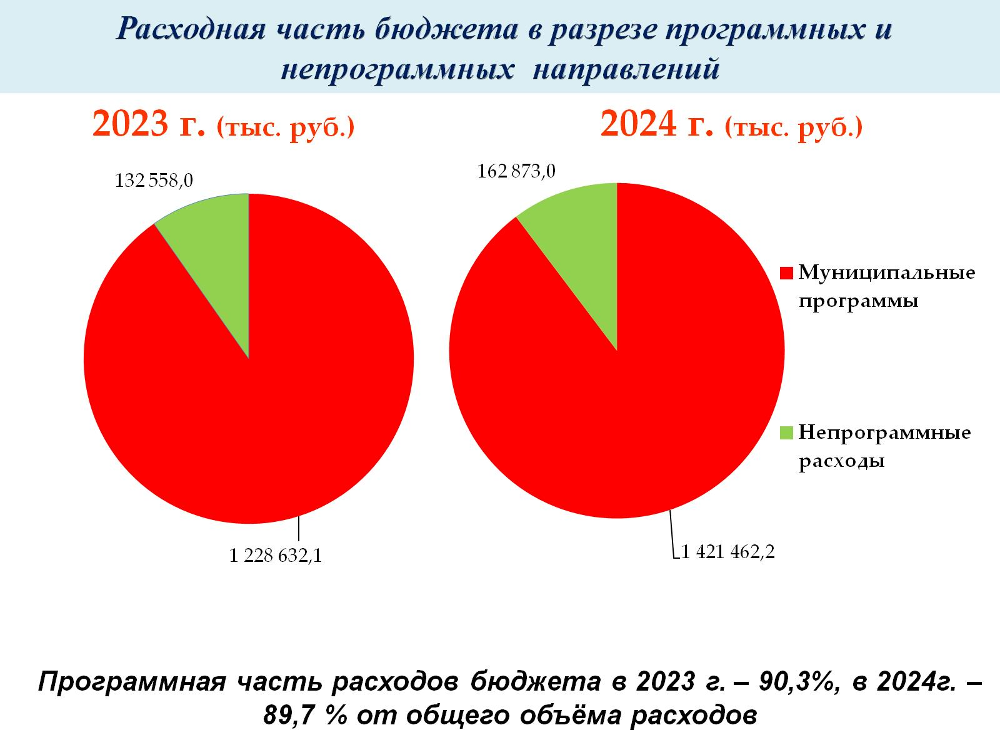 Расходная часть бюджета в разрезе программных и
непрограммных направлений
2023 г. (тыс. руб.)
2024 г. (тыс. руб.)
132 558,0
162 873,0
Муниципальные
программы
Непрограммные
расходы
1 228 632,1
1 421 462,2
Программная часть расходов бюджета в 2023 г. – 90,3%, в 2024г. –
89,7 % от общего объёма расходов